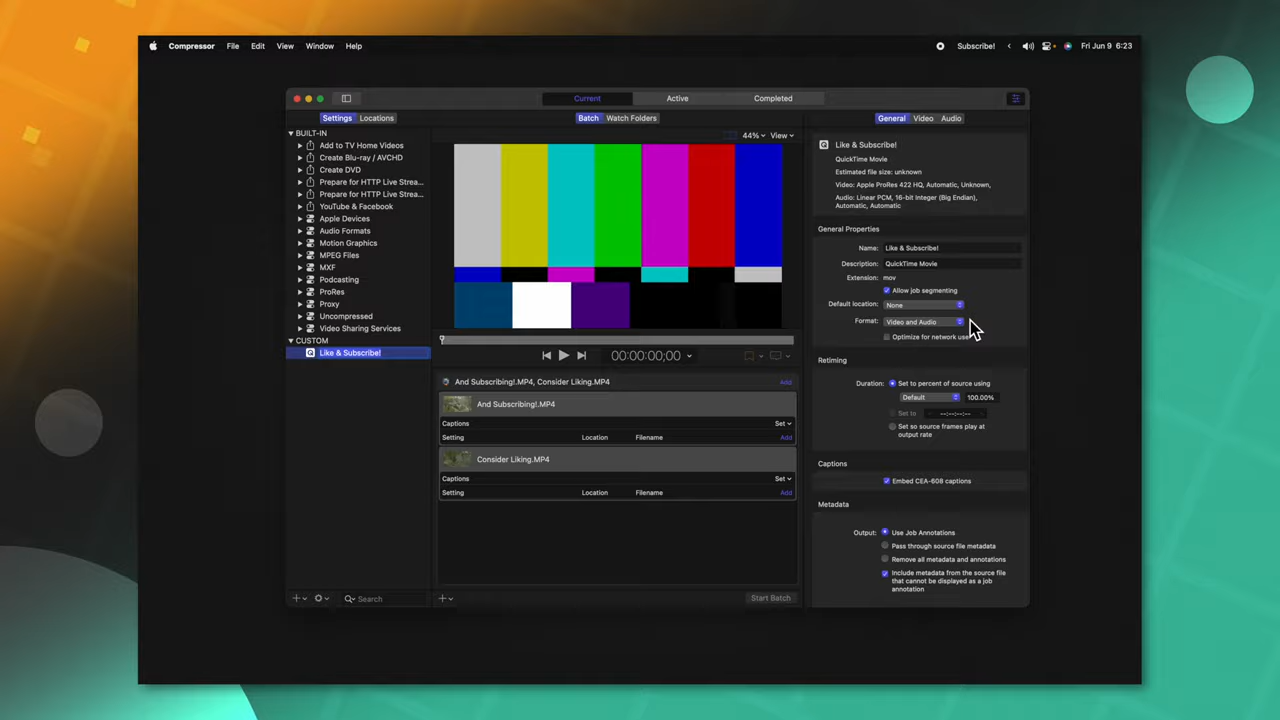 Compressor File Edit View Window Help
Subscribe! Fri Jun 9 6:23
Current Active Completed
Settings Locations
Batch Watch Folders
General Video Audio
BUILT-IN
Add to TV Home Videos
Create Blu-ray / AVCHD
Create DVD
Prepare for HTTP Live Strea...
Prepare for HTTP Live Strea...
YouTube & Facebook
Apple Devices
Audio Formats
Motion Graphics
MPEG Files
MXF
Podcasting
ProRes
Proxy
Uncompressed
Video Sharing Services
CUSTOM
Like & Subscribe!
Search
44% View
00:00:00;00
And Subscribing!.MP4, Consider Liking.MP4 Add
And Subscribing!.MP4
Captions Set
Setting Location Filename Add
Consider Liking.MP4
Captions Set
Setting Location Filename Add
Start Batch
Like & Subscribe!
QuickTime Movie
Estimated file size: unknown
Video: Apple ProRes 422 HQ, Automatic, Unknown,
Audio: Linear PCM, 16-bit Integer (Big Endian),
Automatic, Automatic
General Properties
Name: Like & Subscribe!
Description: QuickTime Movie
Extension: mov
Allow job segmenting
Default location: None
Format: Video and Audio
Optimize for network use
Retiming
Duration: Set to percent of source using
Default 100.00%
Set to --:--:--;--
Set so source frames play at
output rate
Captions
Embed CEA-608 captions
Metadata
Output: Use Job Annotations
Pass through source file metadata
Remove all metadata and annotations
Include metadata from the source file
that cannot be displayed as a job
annotation